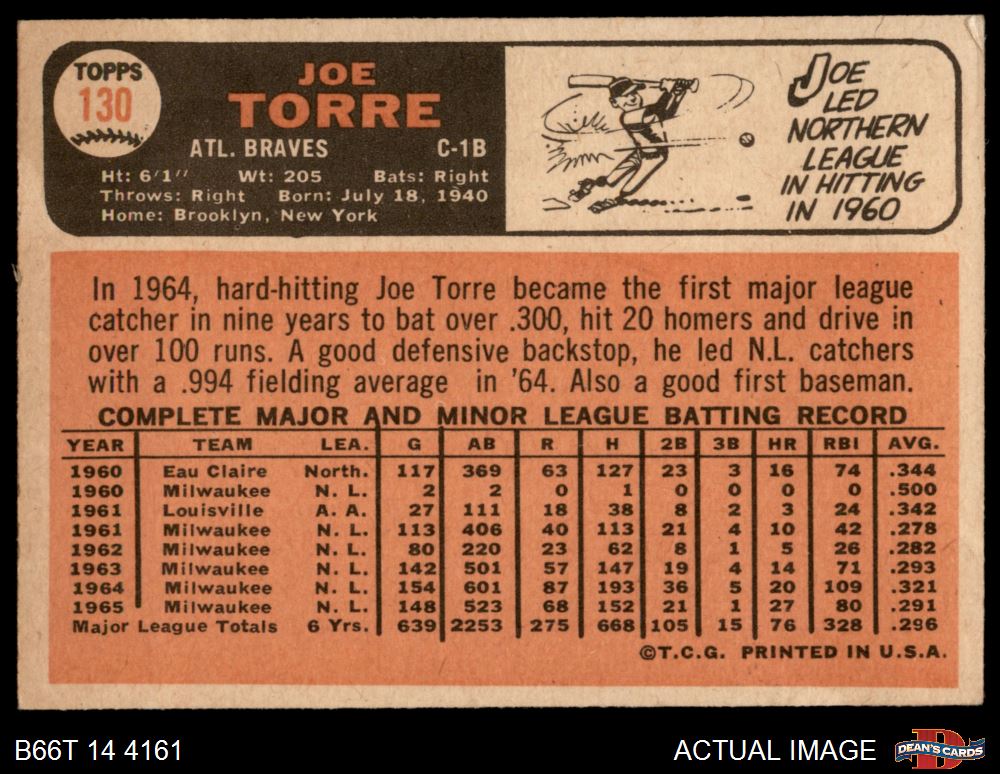 TOPPS
130
JOE
TORRE
ATL. BRAVES C-1B
Ht: 6'1" Wt: 205 Bats: Right
Throws: Right Born: July 18, 1940
Home: Brooklyn, New York
JOE
LED
NORTHERN
LEAGUE
IN HITTING
IN 1960
In 1964, hard-hitting Joe Torre became the first major league
catcher in nine years to bat over .300, hit 20 homers and drive in
over 100 runs. A good defensive backstop, he led N.L. catchers
with a .994 fielding average in '64. Also a good first baseman.
COMPLETE MAJOR AND MINOR LEAGUE BATTING RECORD
YEAR TEAM LEA. G AB R H 2B 3B HR RBI AVG.
1960 Eau Claire North. 117 369 63 127 23 3 16 74 .344
1960 Milwaukee N. L. 2 2 0 1 0 0 0 0 .500
1961 Louisville A. A. 27 111 18 38 8 2 3 24 .342
1961 Milwaukee N. L. 113 406 40 113 21 4 10 42 .278
1962 Milwaukee N. L. 80 220 23 62 8 1 5 26 .282
1963 Milwaukee N. L. 142 501 57 147 19 4 14 71 .293
1964 Milwaukee N. L. 154 601 87 193 36 5 20 109 .321
1965 Milwaukee N. L. 148 523 68 152 21 1 27 80 .291
Major League Totals 6 Yrs. 639 2253 275 668 105 15 76 328 .296
©T.C.G. PRINTED IN U.S.A.
B66T 14 4161 ACTUAL IMAGE
DEAN'S CARDS